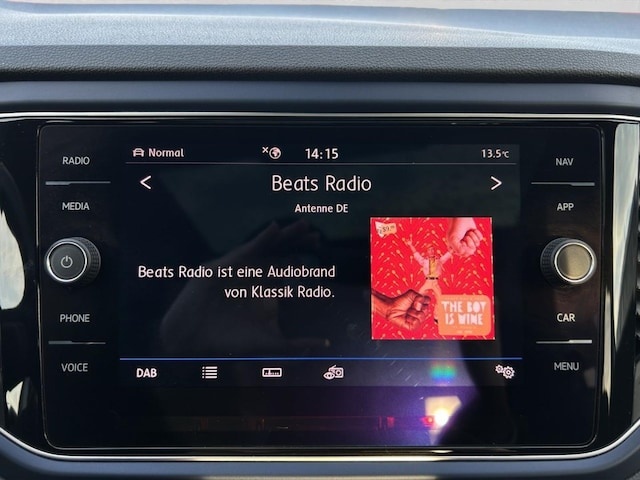 RADIO
MEDIA
PHONE
VOICE
Normal
14:15
13.5°C
Beats Radio
Antenne DE
Beats Radio ist eine Audiobrand
von Klassik Radio.
THE BOY
IS WINE
DAB
NAV
APP
CAR
MENU